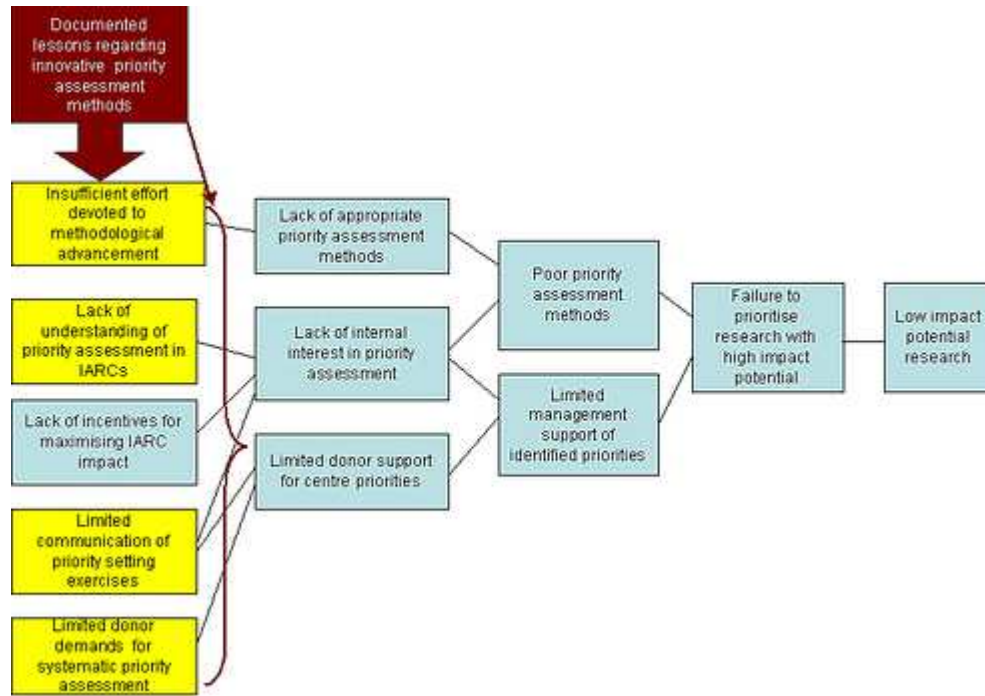 Documented
lessons regarding
innovative priority
assessment
methods
Insufficient effort
devoted to
methodological
advancement
Lack of
understanding of
priority assessment in
IARCs
Lack of incentives for
maximising IARC
impact
Limited
communication of
priority setting
exercises
Limited donor
demands for
systematic priority
assessment
Lack of appropriate
priority assessment
methods
Lack of internal
interest in priority
assessment
Limited donor support
for centre priorities
Poor priority
assessment
methods
Limited
management
support of
identified priorities
Failure to
prioritise
research with
high impact
potential
Low impact
potential
research